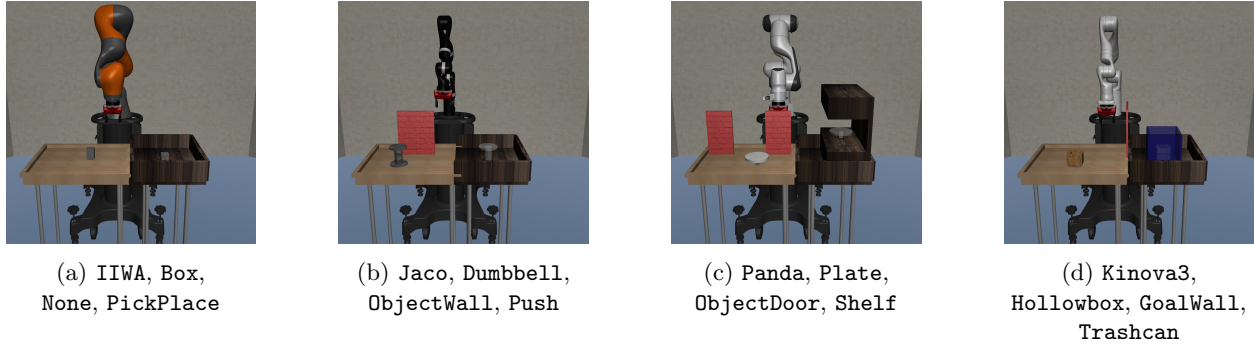 (a) IIWA, Box,
None, PickPlace
(b) Jaco, Dumbbell,
ObjectWall, Push
(c) Panda, Plate,
ObjectDoor, Shelf
(d) Kinova3,
Hollowbox, GoalWall,
Trashcan